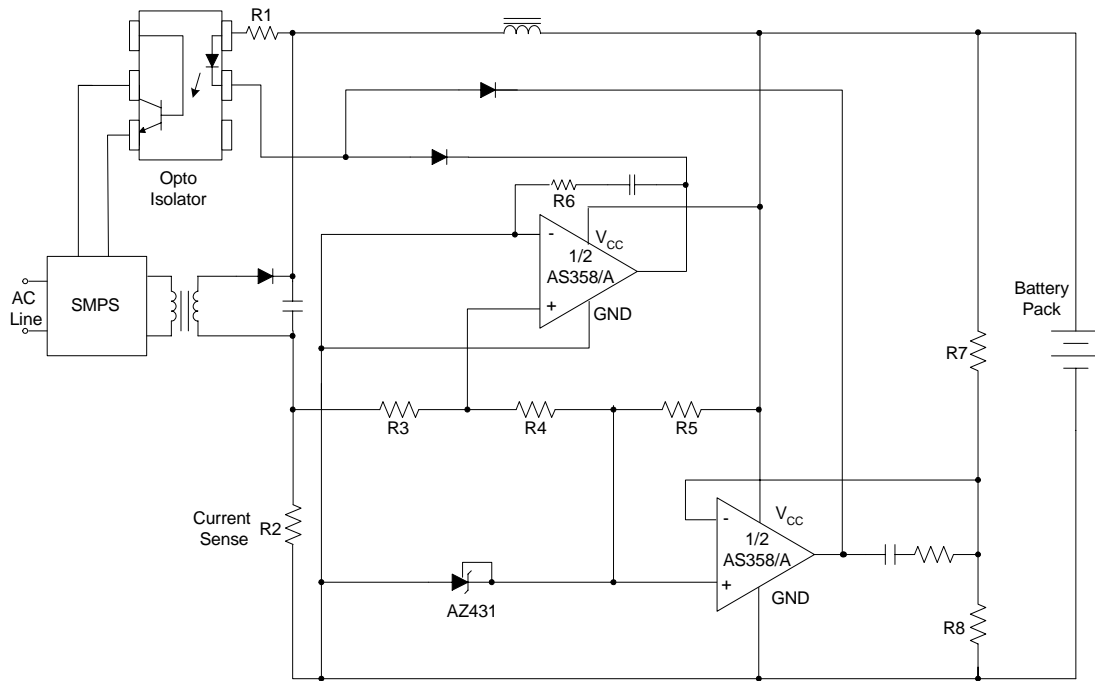 R1
Opto
Isolator
R6
-
VCC
1/2
AS358/A
+
GND
AC
Line
SMPS
Battery
Pack
R7
R3
R4
R5
Current
Sense
R2
-
VCC
1/2
AS358/A
+
GND
AZ431
R8